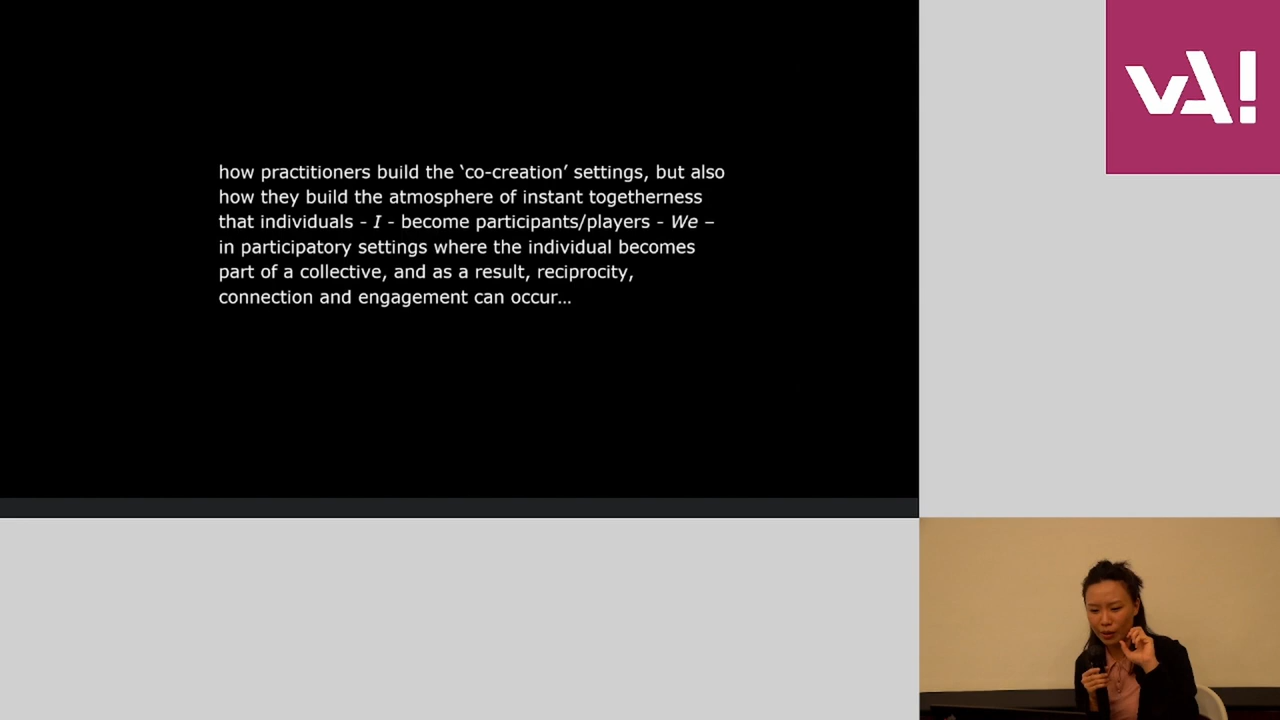 vA!
how practitioners build the ‘co-creation’ settings, but also
how they build the atmosphere of instant togetherness
that individuals - I - become participants/players - We –
in participatory settings where the individual becomes
part of a collective, and as a result, reciprocity,
connection and engagement can occur…